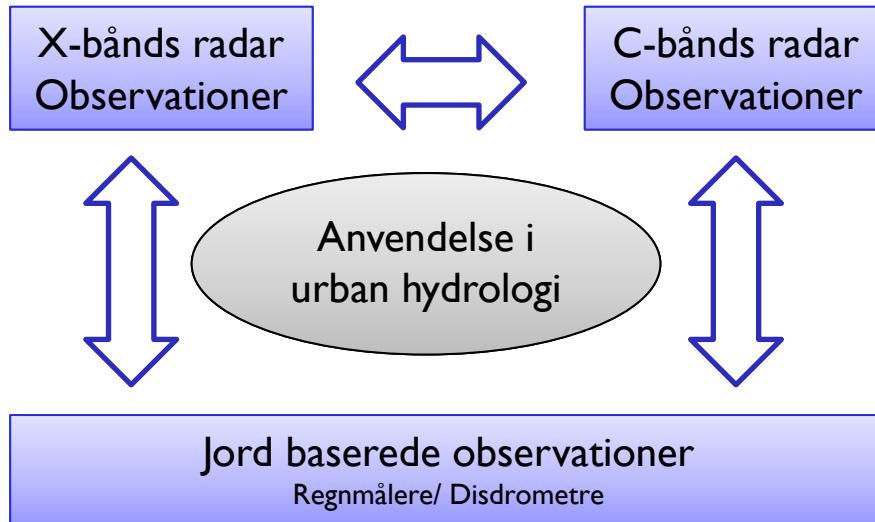 X-bånds radar
Observationer
C-bånds radar
Observationer
Anvendelse i
urban hydrologi
Jord baserede observationer
Regnmålere/ Disdrometre